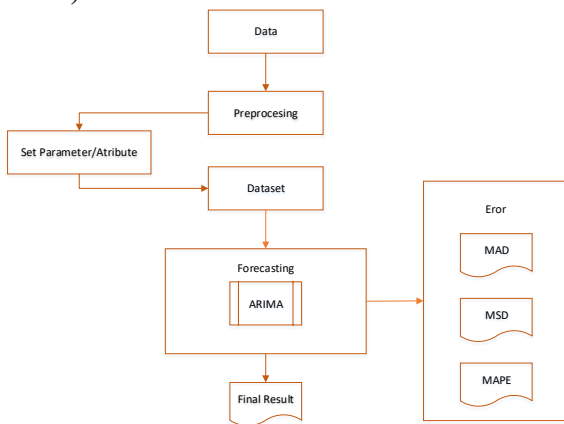 Data
Preprocesing
Set Parameter/Atribute
Dataset
Forecasting
ARIMA
Final Result
Eror
MAD
MSD
MAPE